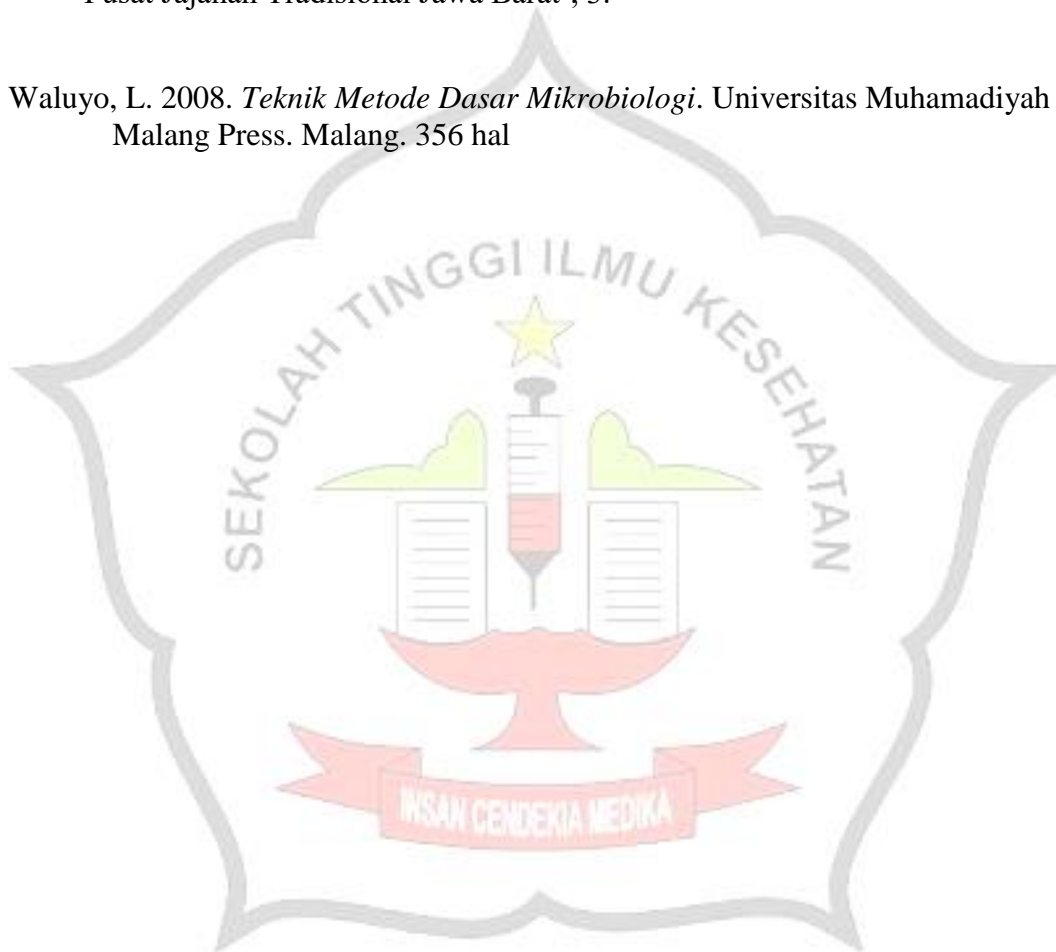 Pusat Jajanan Tradisional Jawa Barat , 5.
Waluyo, L. 2008. Teknik Metode Dasar Mikrobiologi. Universitas Muhamadiyah
Malang Press. Malang. 356 hal
SEKOLAH TINGGI ILMU KESEHATAN
INSAN CENDEKIA MEDIKA